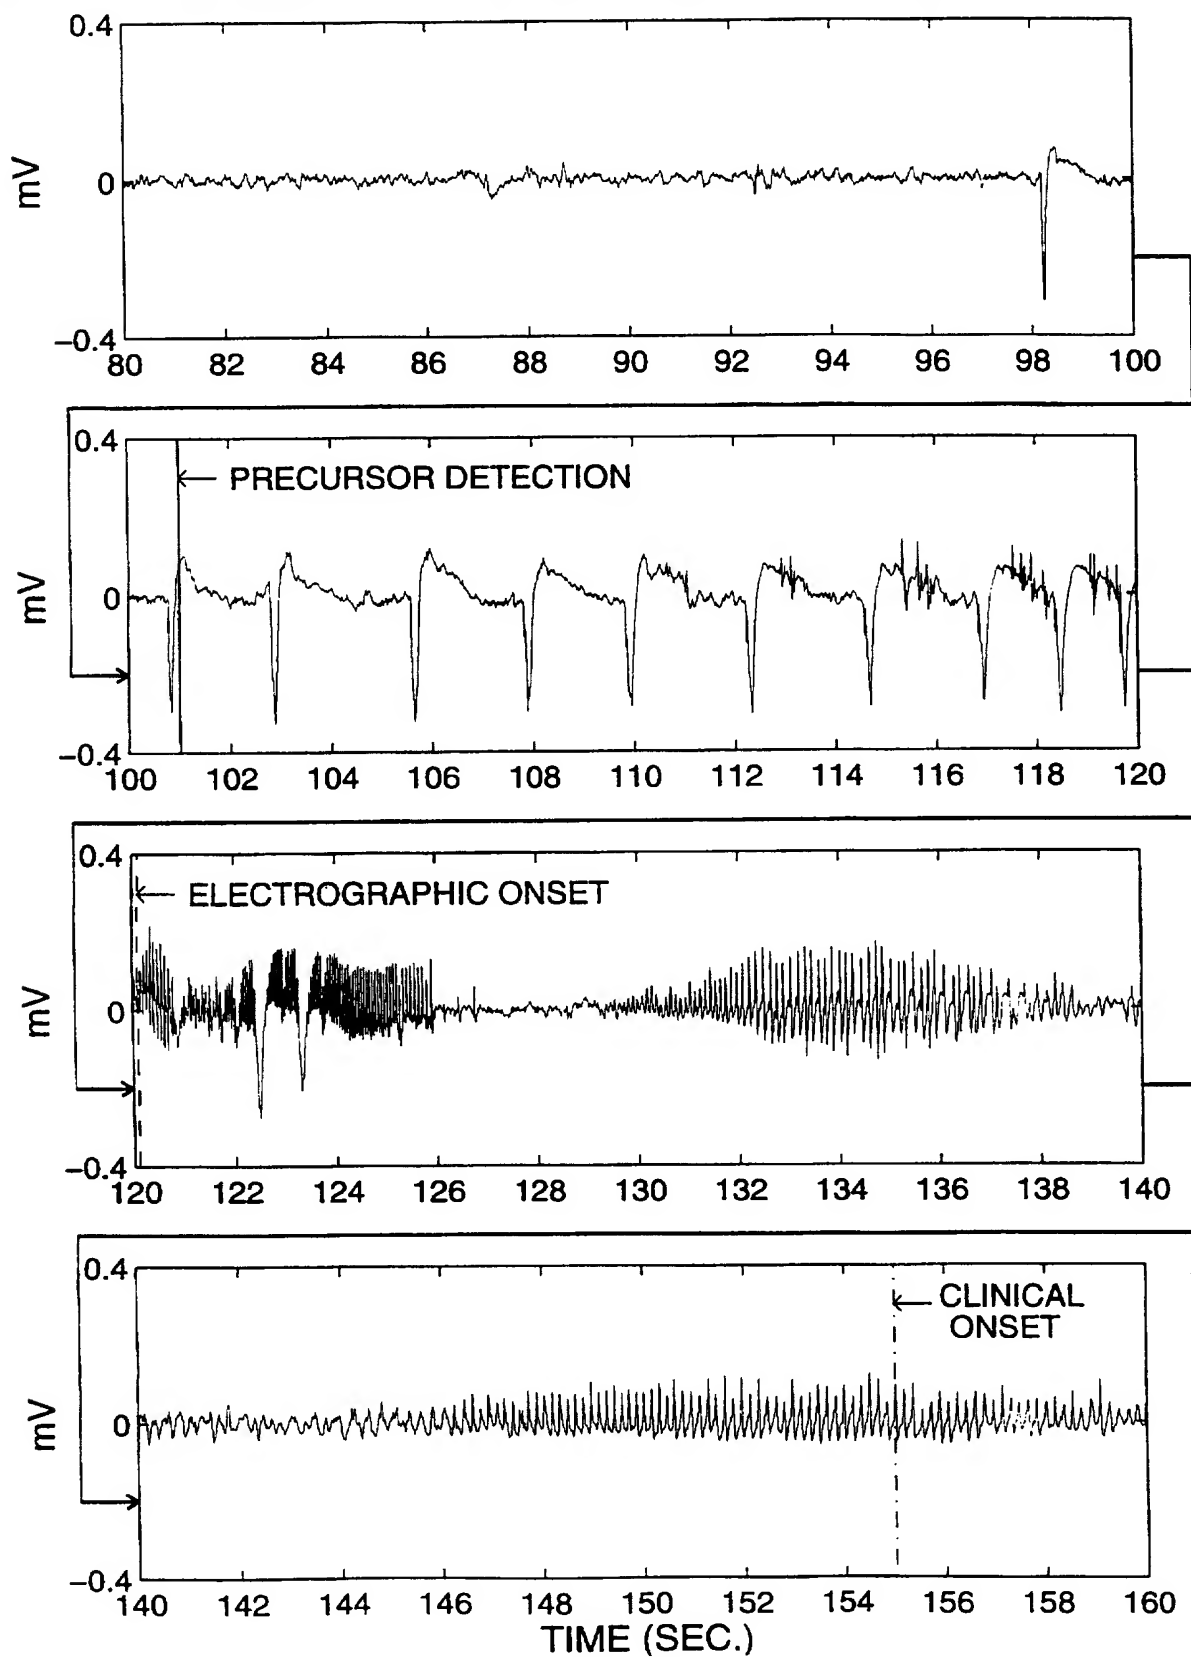 0.4
mV
0
−0.4
80 82 84 86 88 90 92 94 96 98 100
0.4
PRECURSOR DETECTION
mV
0
−0.4
100 102 104 106 108 110 112 114 116 118 120
0.4
ELECTROGRAPHIC ONSET
mV
0
−0.4
120 122 124 126 128 130 132 134 136 138 140
0.4
CLINICAL
ONSET
mV
0
−0.4
140 142 144 146 148 150 152 154 156 158 160
TIME (SEC.)